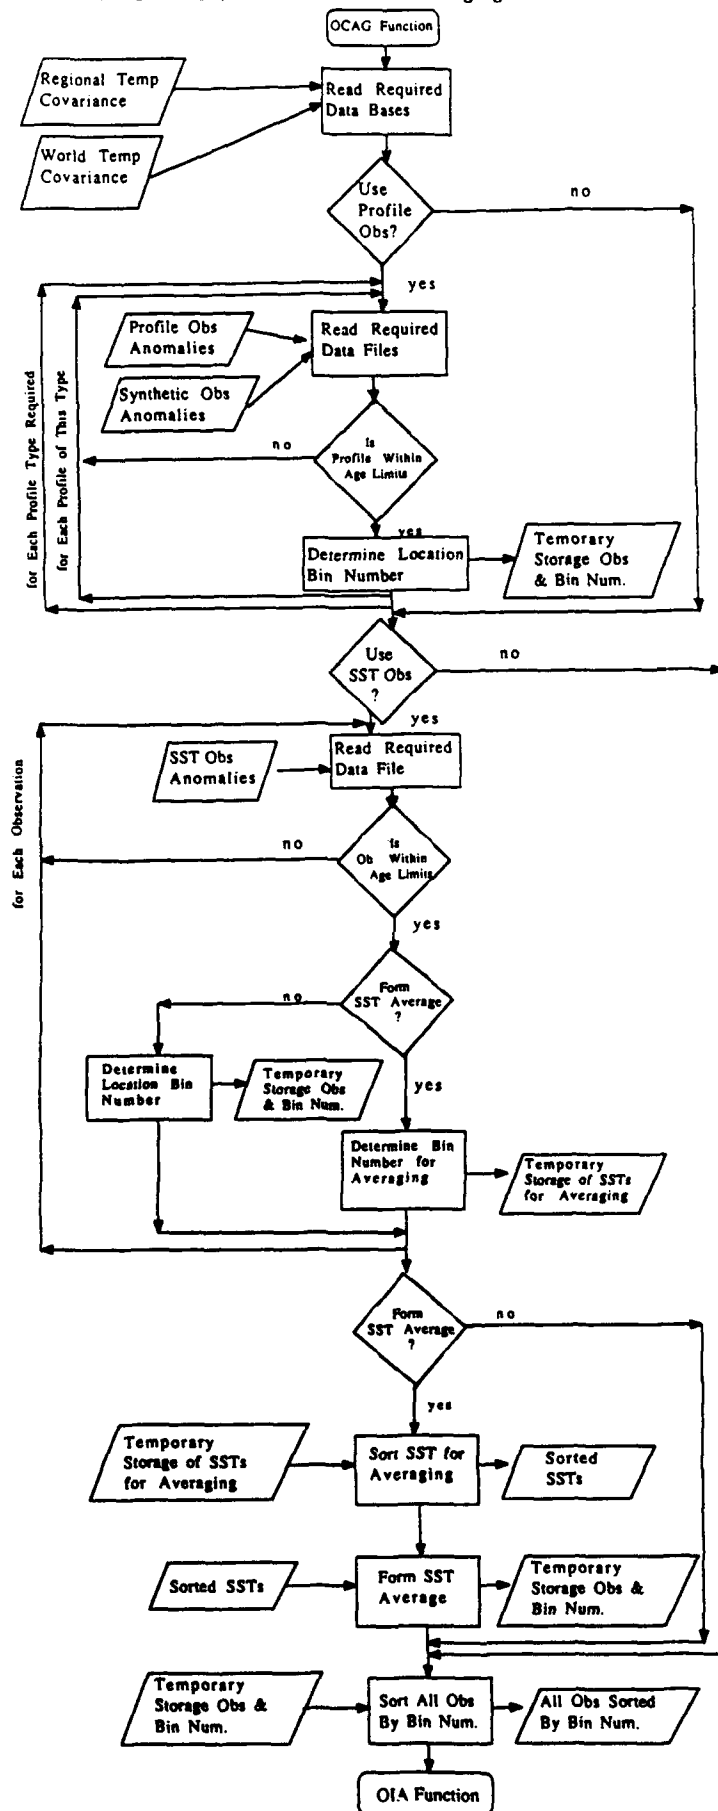 OCAG Function
Regional Temp
Covariance
Read Required
Data Bases
World Temp
Covariance
Use
Profile
Obs?
no
yes
for Each Profile Type Required
for Each Profile of This Type
Profile Obs
Anomalies
Read Required
Data Files
Synthetic Obs
Anomalies
Is
Profile Within
Age Limits
no
yes
Determine Location
Bin Number
Temorary
Storage Obs
& Bin Num.
Use
SST Obs
?
no
yes
for Each Observation
SST Obs
Anomalies
Read Required
Data File
Is
Ob Within
Age Limits
no
yes
Form
SST Average
?
no
yes
Determine
Location Bin
Number
Temporary
Storage Obs
& Bin Num.
Determine Bin
Number for
Averaging
Temporary
Storage of SSTs
for Averaging
Form
SST Average
?
no
yes
Temporary
Storage of SSTs
for Averaging
Sort SST for
Averaging
Sorted
SSTs
Sorted SSTs
Form SST
Average
Temporary
Storage Obs &
Bin Num.
Temporary
Storage Obs &
Bin Num.
Sort All Obs
By Bin Num.
All Obs Sorted
By Bin Num.
OIA Function